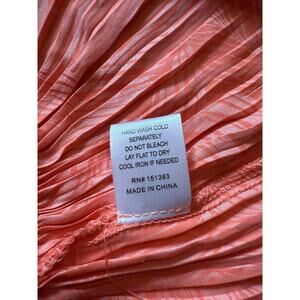 HAND WASH COLD
SEPARATELY
DO NOT BLEACH
LAY FLAT TO DRY
COOL IRON IF NEEDED
RN# 151383
MADE IN CHINA